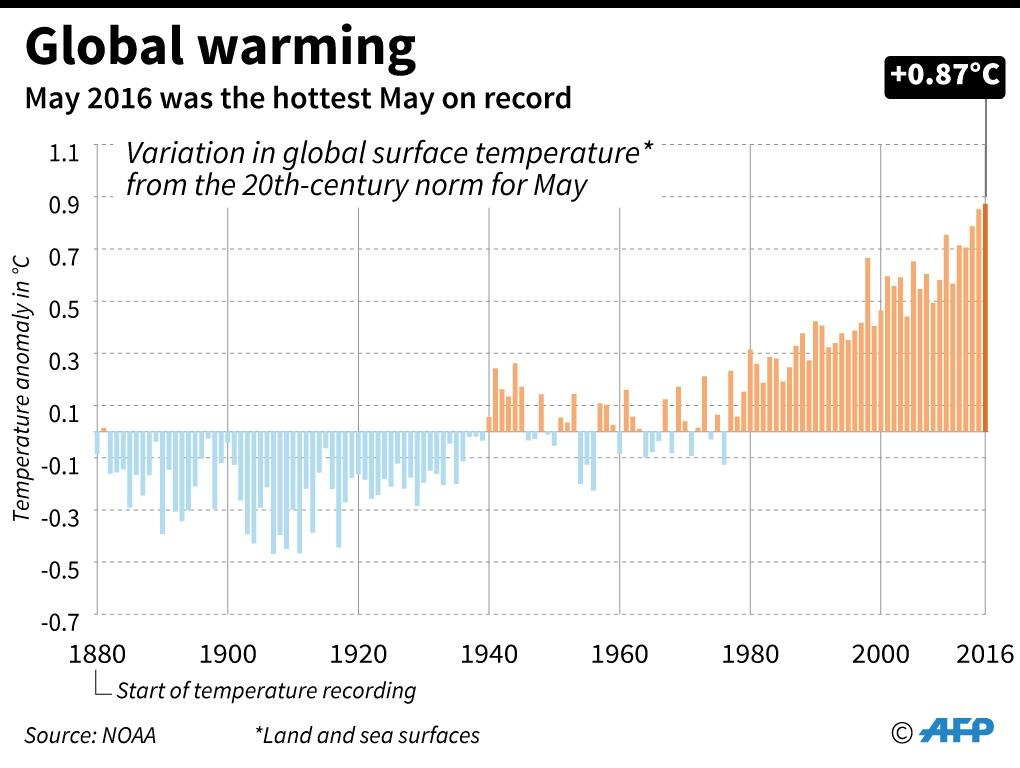 Global warming
May 2016 was the hottest May on record
+0.87°C
Variation in global surface temperature*
from the 20th-century norm for May
Temperature anomaly in °C
1.1
0.9
0.7
0.5
0.3
0.1
-0.1
-0.3
-0.5
-0.7
1880 1900 1920 1940 1960 1980 2000 2016
Start of temperature recording
Source: NOAA *Land and sea surfaces © AFP